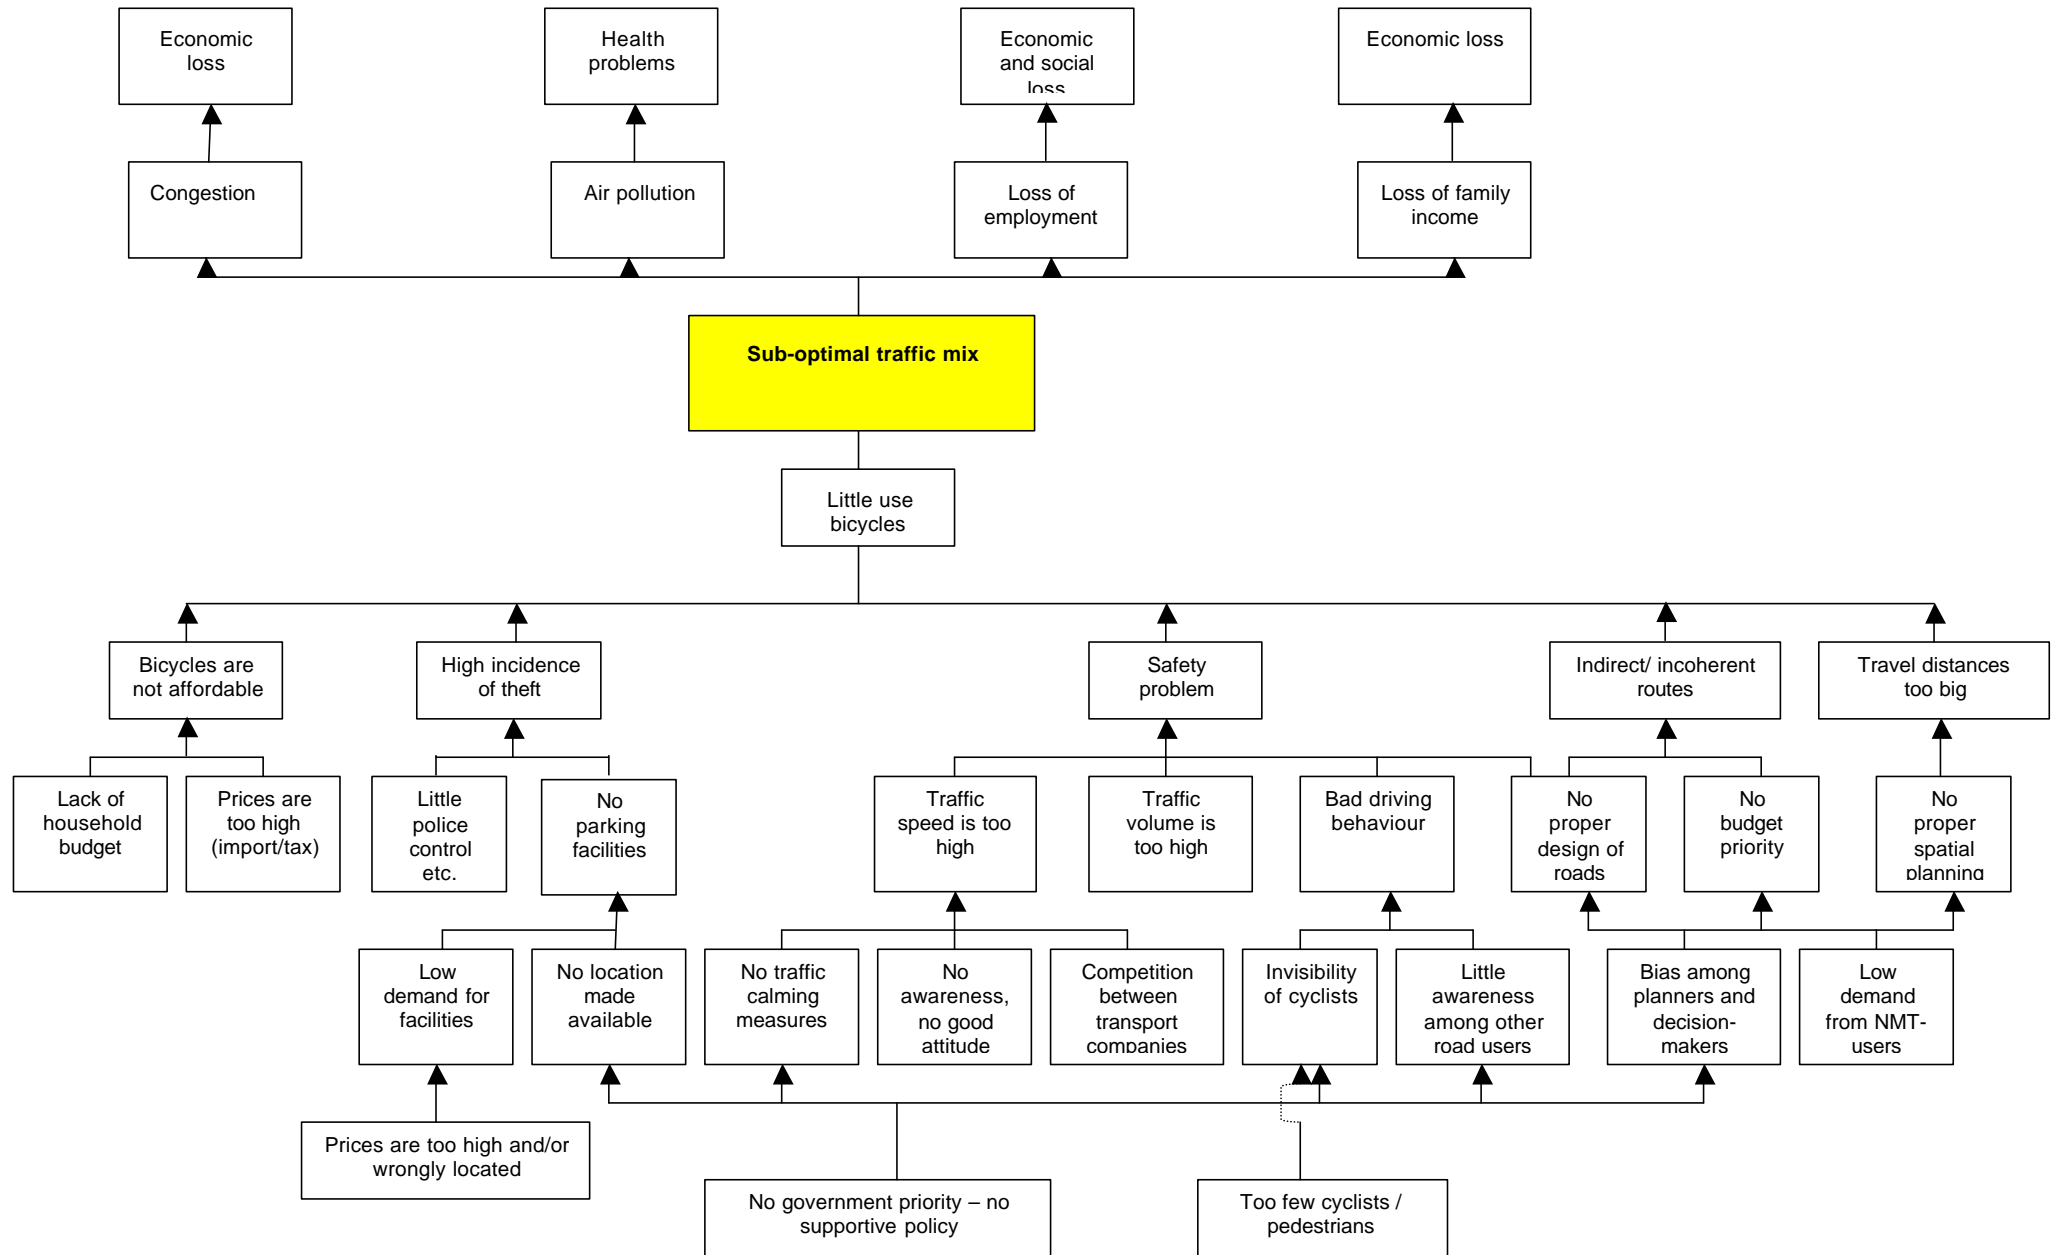 Economic
loss
Health
problems
Economic
and social
loss
Economic loss
Congestion
Air pollution
Loss of
employment
Loss of family
income
Sub-optimal traffic mix
Little use
bicycles
Bicycles are
not affordable
High incidence
of theft
Safety
problem
Indirect/ incoherent
routes
Travel distances
too big
Lack of
household
budget
Prices are
too high
(import/tax)
Little
police
control
etc.
No
parking
facilities
Traffic
speed is too
high
Traffic
volume is
too high
Bad driving
behaviour
No
proper
design of
roads
No
budget
priority
No
proper
spatial
planning
Low
demand for
facilities
No location
made
available
No traffic
calming
measures
No
awareness,
no good
attitude
Competition
between
transport
companies
Invisibility
of cyclists
Little
awareness
among other
road users
Bias among
planners and
decision-
makers
Low
demand
from NMT-
users
Prices are too high and/or
wrongly located
No government priority – no
supportive policy
Too few cyclists /
pedestrians